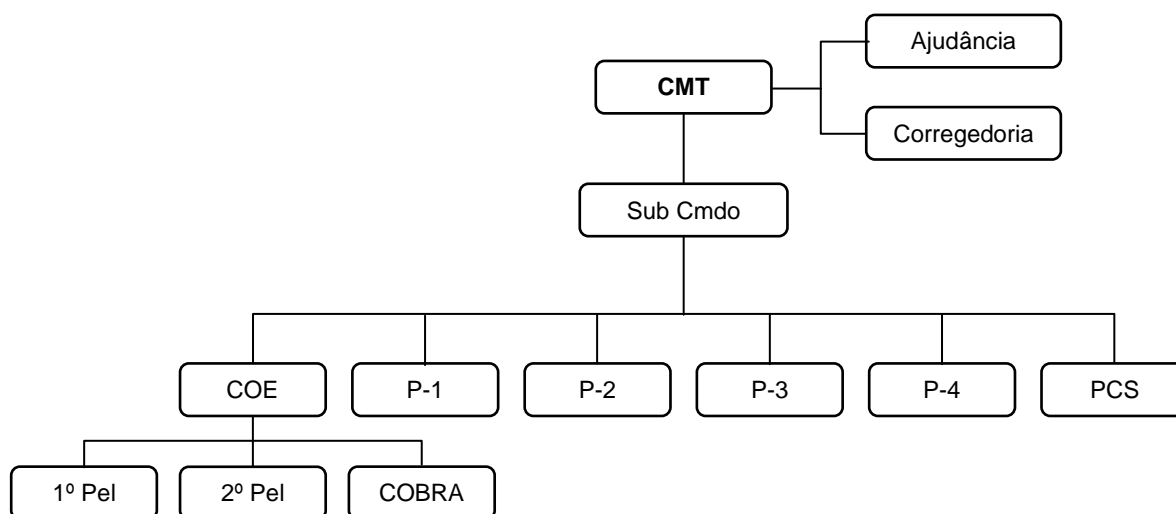 Ajudância
CMT
Corregedoria
Sub Cmdo
COE
P-1
P-2
P-3
P-4
PCS
1º Pel
2º Pel
COBRA